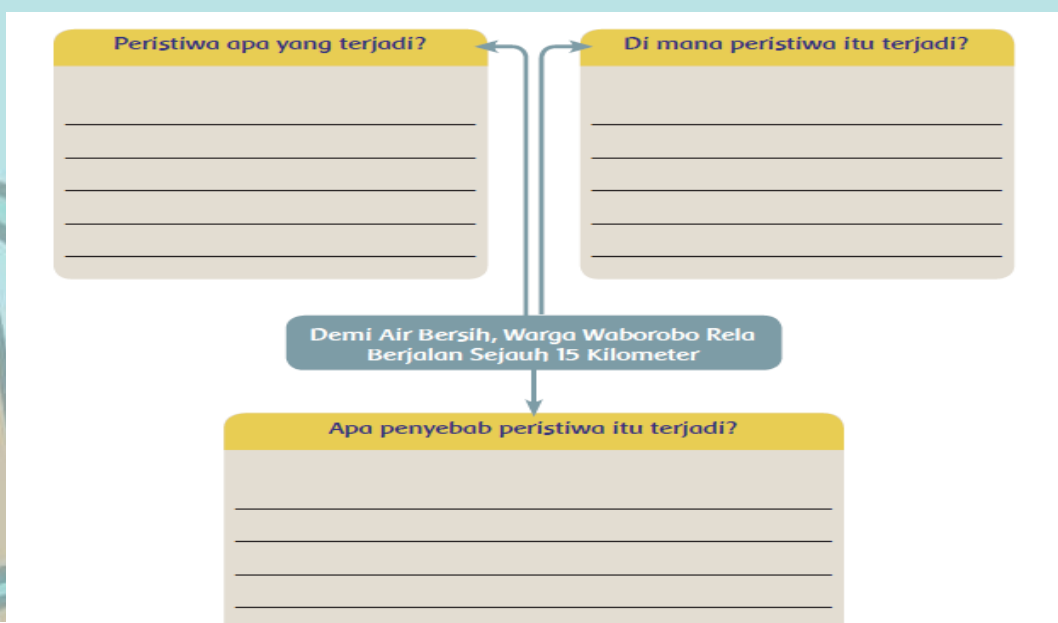 Peristiwa apa yang terjadi?
Di mana peristiwa itu terjadi?
Demi Air Bersih, Warga Waborobo Rela
Berjalan Sejauh 15 Kilometer
Apa penyebab peristiwa itu terjadi?